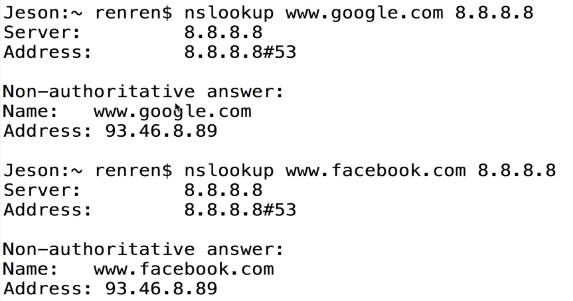 Jeson:~ renren$ nslookup www.google.com 8.8.8.8
Server: 8.8.8.8
Address: 8.8.8.8#53
Non-authoritative answer:
Name: www.google.com
Address: 93.46.8.89
Jeson:~ renren$ nslookup www.facebook.com 8.8.8.8
Server: 8.8.8.8
Address: 8.8.8.8#53
Non-authoritative answer:
Name: www.facebook.com
Address: 93.46.8.89